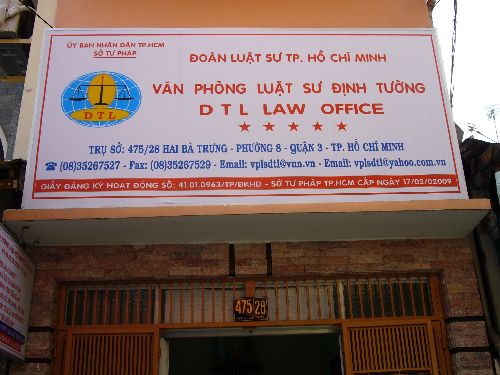 ỦY BAN NHÂN DÂN TP.HCM
SỞ TƯ PHÁP
ĐOÀN LUẬT SƯ TP. HỒ CHÍ MINH
VĂN PHÒNG LUẬT SƯ ĐỊNH TƯỜNG
DTL
D T L LAW OFFICE
TRỤ SỞ: 475/28 HAI BÀ TRƯNG - PHƯỜNG 8 - QUẬN 3 - TP. HỒ CHÍ MINH
(08)35267527 - Fax: (08)35267529 - Email: vplsdtl@vnn.vn - Email: vplsdtl@yahoo.com.vn
GIẤY ĐĂNG KÝ HOẠT ĐỘNG SỐ: 41.01.0963/TP/ĐKHĐ - SỞ TƯ PHÁP TP.HCM CẤP NGÀY 17/02/02009
475 28